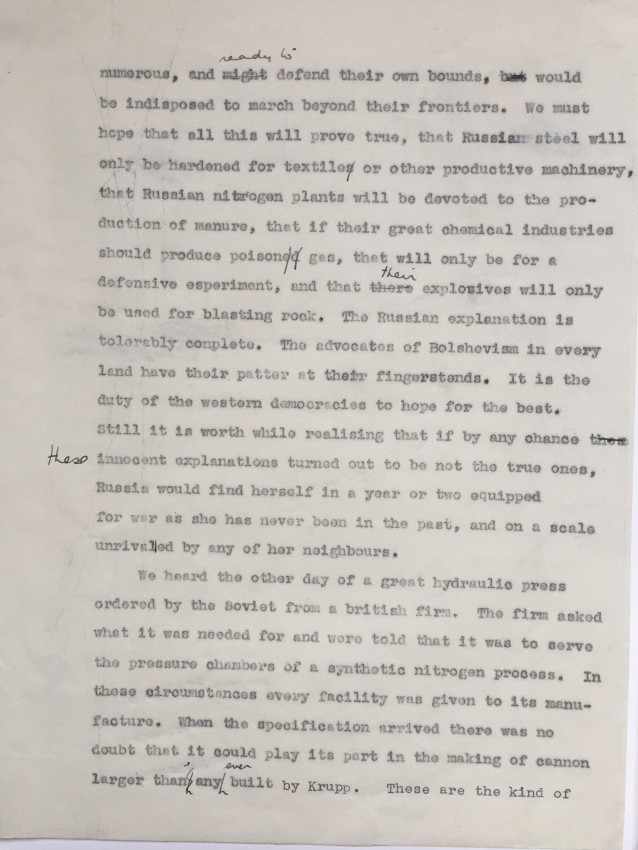 ready to
numerous, and might defend their own bounds, but would
be indisposed to march beyond their frontiers. We must
hope that all this will prove true, that Russian steel will
only be hardened for textiles or other productive machinery,
that Russian nitrogen plants will be devoted to the pro-
duction of manure, that if their great chemical industries
should produce poisoned gas, that will only be for a
their
defensive esperiment, and that there explosives will only
be used for blasting rock. The Russian explanation is
tolerably complete. The advocates of Bolshevism in every
land have their patter at their fingerstends. It is the
duty of the western democracies to hope for the best.
Still it is worth while realising that if by any chance
these innocent explanations turned out to be not the true ones,
Russia would find herself in a year or two equipped
for war as she has never been in the past, and on a scale
unrivalled by any of her neighbours.
We heard the other day of a great hydraulic press
ordered by the Soviet from a british firm. The firm asked
what it was needed for and were told that it was to serve
the pressure chambers of a synthetic nitrogen process. In
these circumstances every facility was given to its manu-
facture. When the specification arrived there was no
doubt that it could play its part in the making of cannon
ever
larger than any built by Krupp. These are the kind of